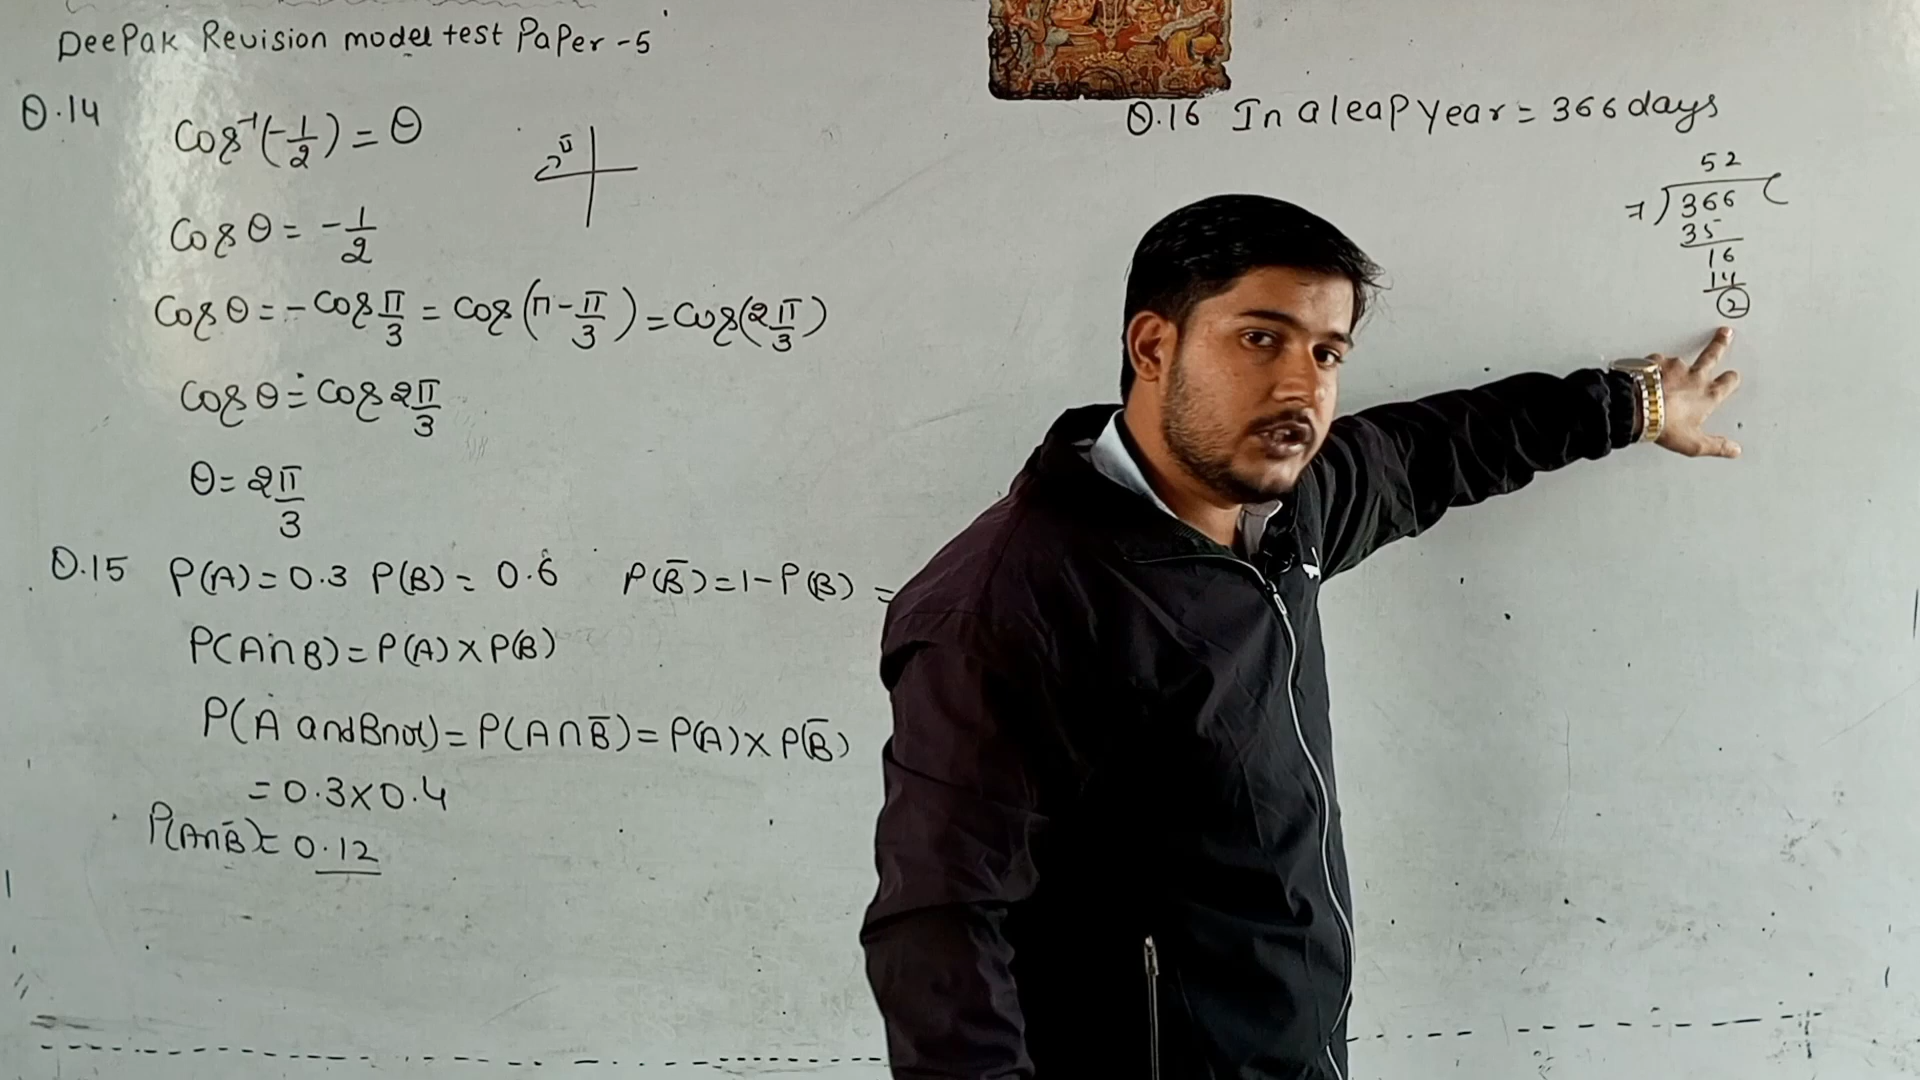 DeePak Revision model test PaPer -5
Q.14
Cos⁻¹(-1/2) = θ
π
Cos θ = -1/2
Cos θ = - Cos π/3 = Cos (π - π/3) = Cos(2π/3)
Cos θ = Cos 2π/3
θ = 2π/3
Q.15 P(A) = 0.3 P(B) = 0.6 P(B̄) = 1 - P(B) =
P(A∩B) = P(A) × P(B)
P(A and B not) = P(A∩B̄) = P(A) × P(B̄)
= 0.3 × 0.4
P(A∩B̄) = 0.12
Q.16 In a leap year = 366 days
52
7)366(
35
16
14
2